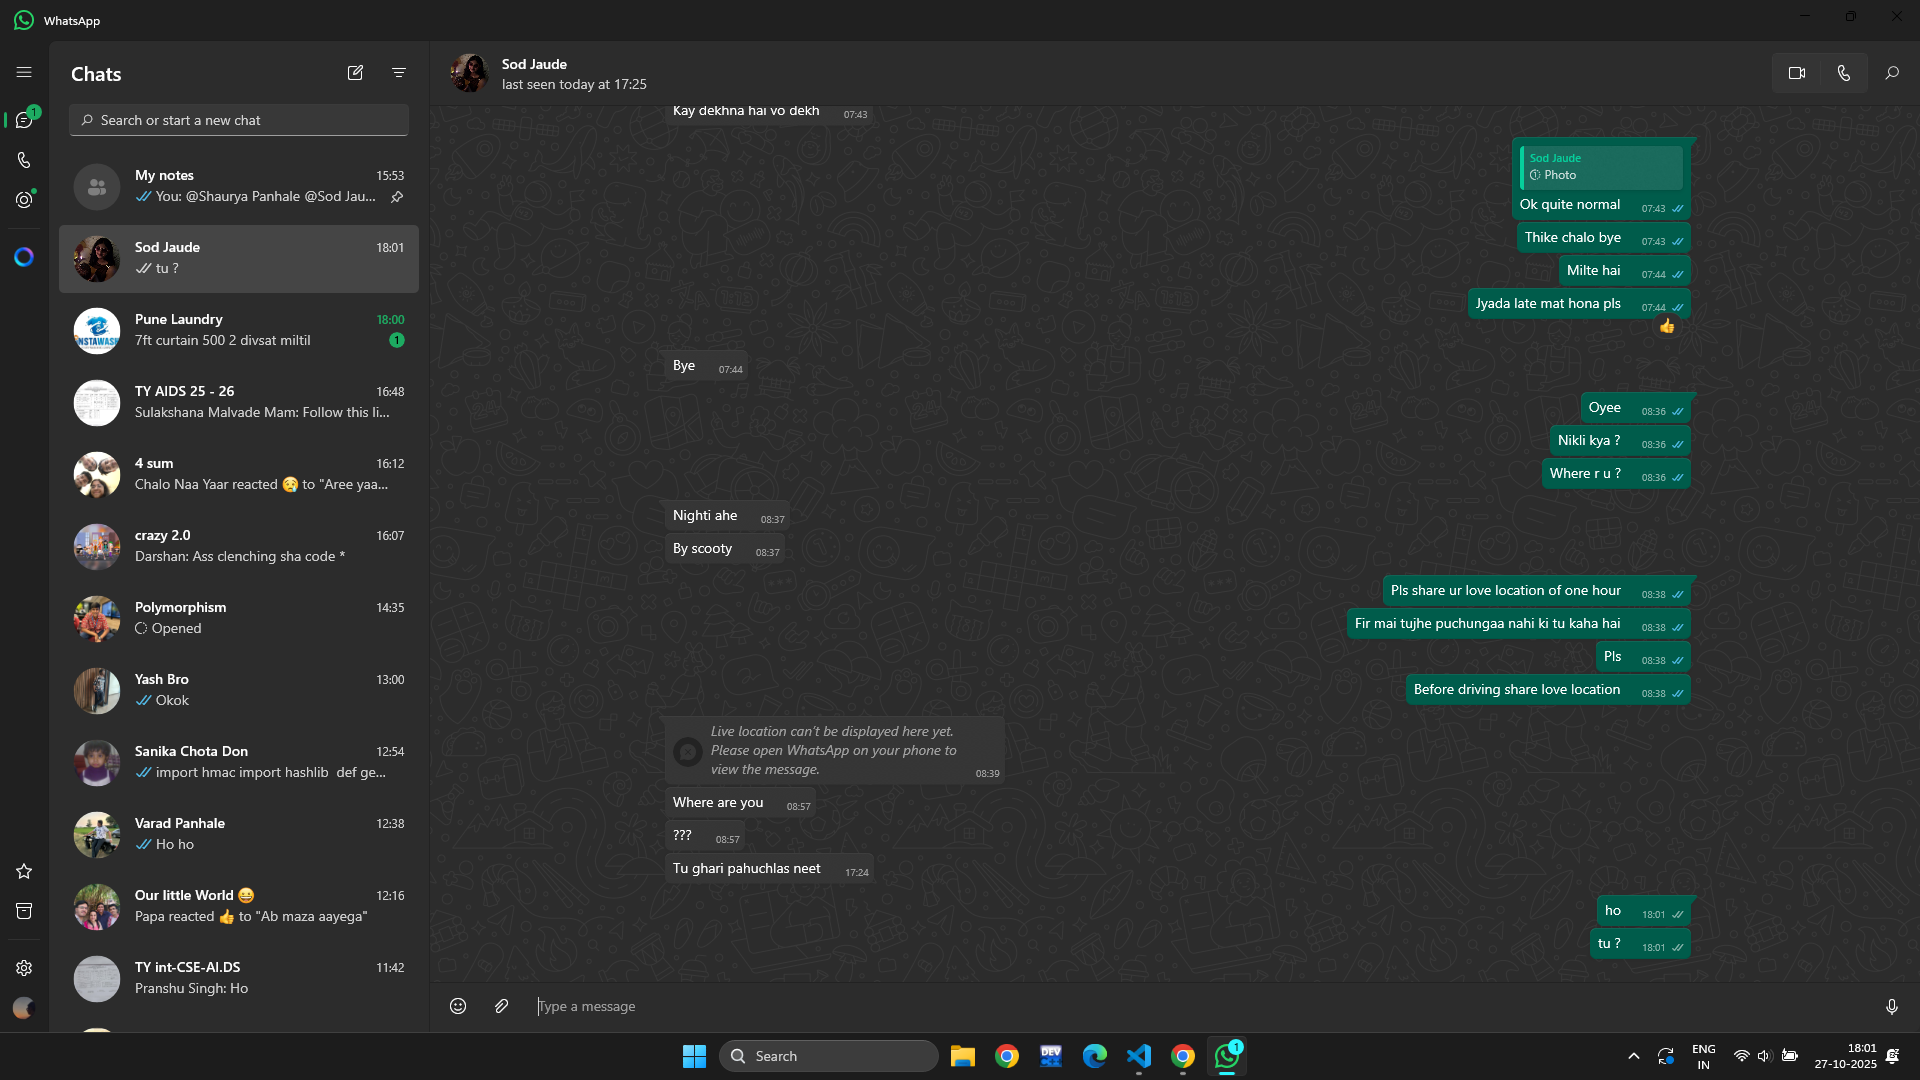 WhatsApp
1
Chats
Search or start a new chat
My notes 15:53
You: @Shaurya Panhale @Sod Jau...
Sod Jaude 18:01
tu ?
Pune Laundry 18:00
7ft curtain 500 2 divsat miltil 1
TY AIDS 25 - 26 16:48
Sulakshana Malvade Mam: Follow this li...
4 sum 16:12
Chalo Naa Yaar reacted 😢 to "Aree yaa...
crazy 2.0 16:07
Darshan: Ass clenching sha code *
Polymorphism 14:35
Opened
Yash Bro 13:00
Okok
Sanika Chota Don 12:54
import hmac import hashlib def ge...
Varad Panhale 12:38
Ho ho
Our little World 😀 12:16
Papa reacted 👍 to "Ab maza aayega"
TY int-CSE-AI.DS 11:42
Pranshu Singh: Ho
Sod Jaude
last seen today at 17:25
Kay dekhna hai vo dekh 07:43
Sod Jaude
Photo
Ok quite normal 07:43
Thike chalo bye 07:43
Milte hai 07:44
Jyada late mat hona pls 07:44
👍
Bye 07:44
Oyee 08:36
Nikli kya ? 08:36
Where r u ? 08:36
Nighti ahe 08:37
By scooty 08:37
Pls share ur love location of one hour 08:38
Fir mai tujhe puchungaa nahi ki tu kaha hai 08:38
Pls 08:38
Before driving share love location 08:38
Live location can't be displayed here yet.
Please open WhatsApp on your phone to
view the message. 08:39
Where are you 08:57
??? 08:57
Tu ghari pahuchlas neet 17:24
ho 18:01
tu ? 18:01
Type a message
Search
DEV
1
ENG
IN
18:01
27-10-2025